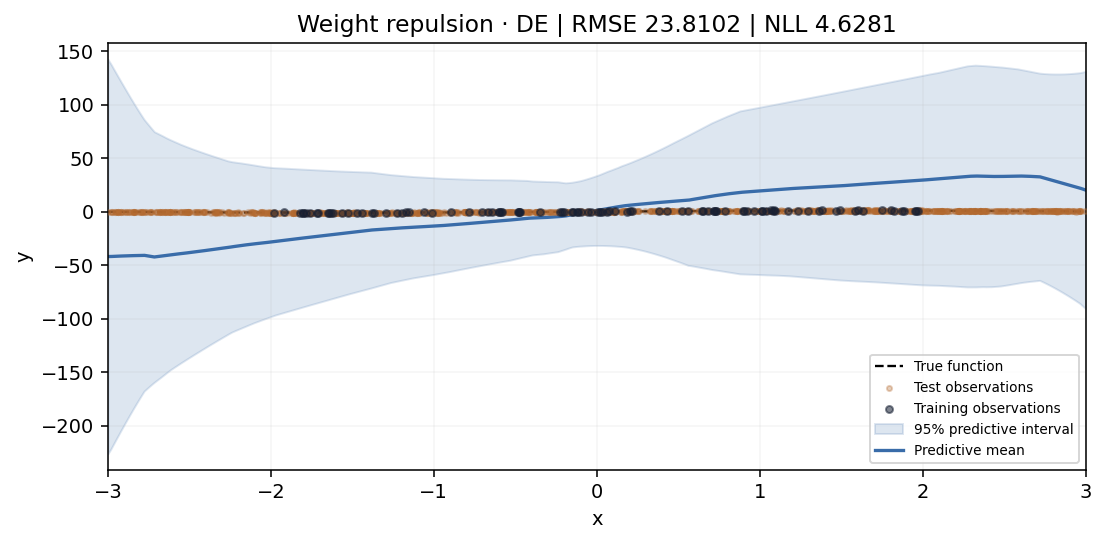 Weight repulsion · DE | RMSE 23.8102 | NLL 4.6281
150
100
50
0
−50
−100
−150
−200
y
−3
−2
−1
0
1
2
3
x
True function
Test observations
Training observations
95% predictive interval
Predictive mean